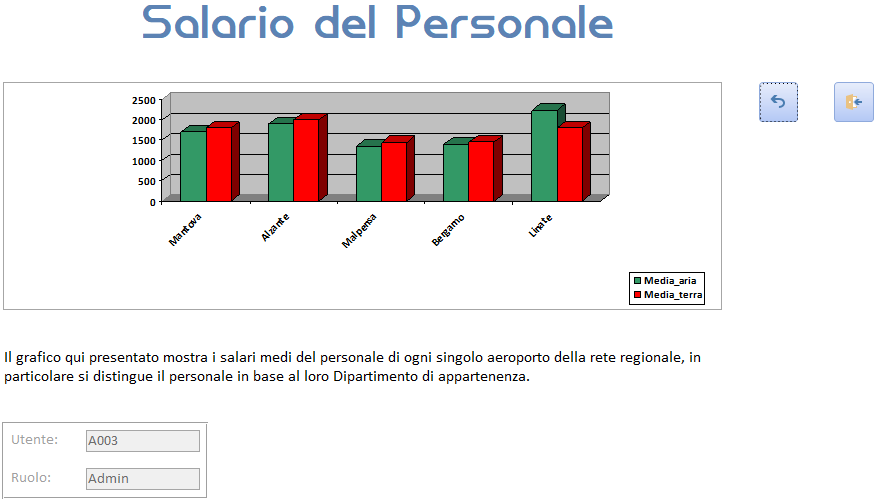 Salario del Personale
2500
2000
1500
1000
500
0
Mantova
Alzante
Malpensa
Bergamo
Linate
Media_aria
Media_terra
Il grafico qui presentato mostra i salari medi del personale di ogni singolo aeroporto della rete regionale, in
particolare si distingue il personale in base al loro Dipartimento di appartenenza.
Utente: A003
Ruolo: Admin